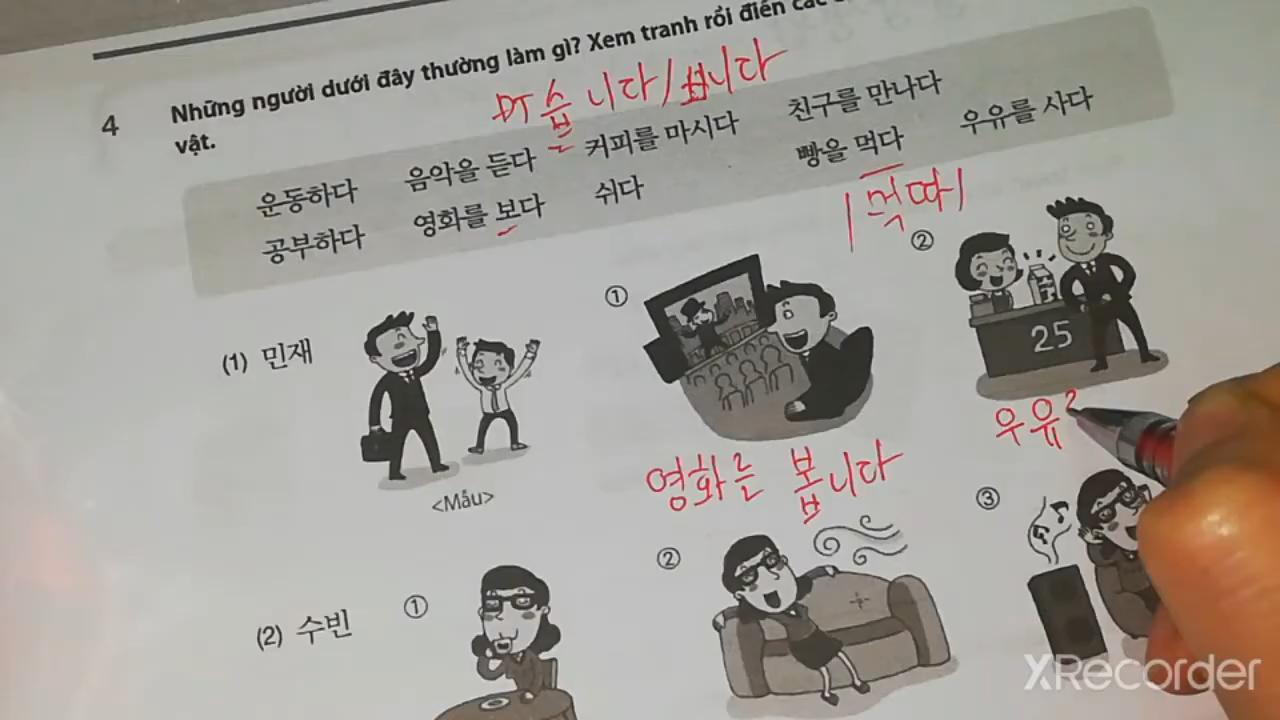 4 Những người dưới đây thường làm gì? Xem tranh rồi điền các
vật.
ĐT 습니다/ㅂ니다
운동하다 음악을 듣다 커피를 마시다 친구를 만나다
공부하다 영화를 보다 쉬다 빵을 먹다 우유를 사다
/먹따/
(1) 민재
<Mẫu>
①
영화를 봅니다
②
25
우유
(2) 수빈 ①
②
③
XRecorder